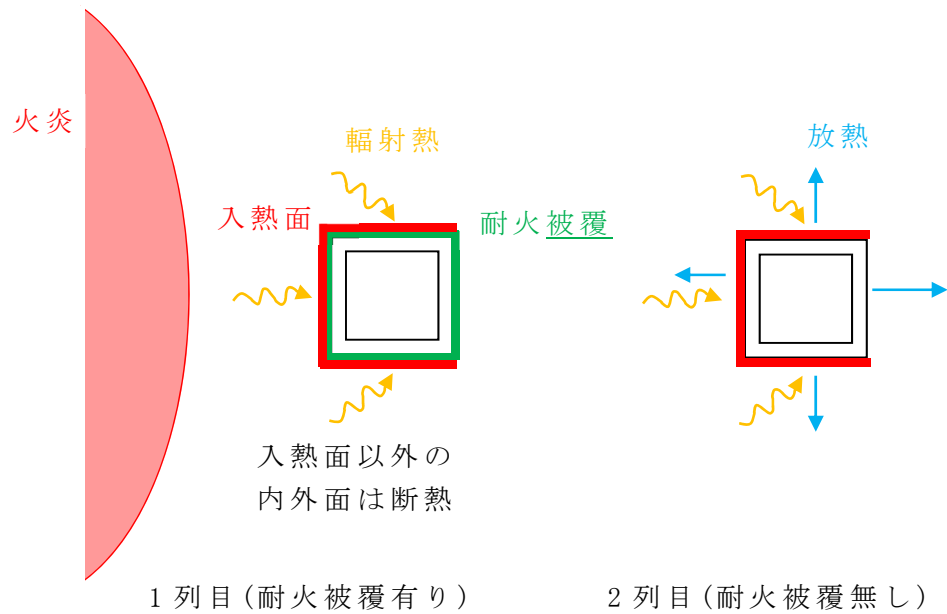 火炎
輻射熱
放熱
入熱面
耐火被覆
入熱面以外の
内外面は断熱
1列目(耐火被覆有り)
2列目(耐火被覆無し)